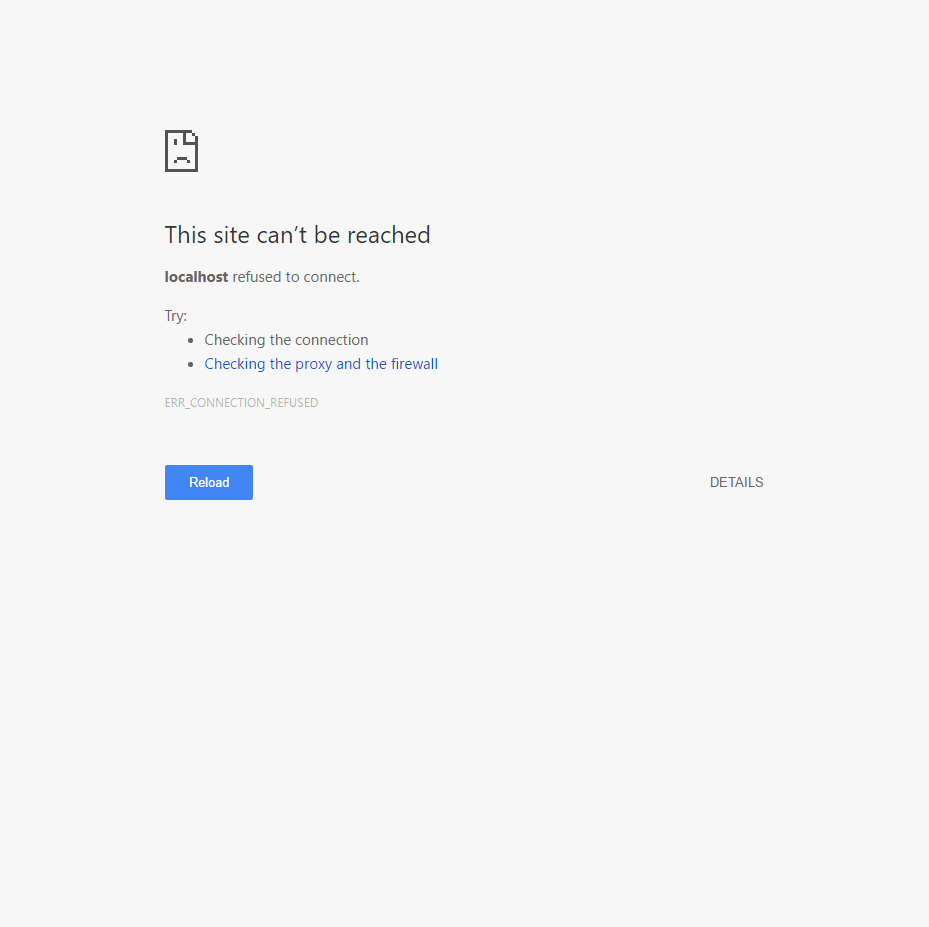 This site can’t be reached
localhost refused to connect.
Try:
Checking the connection
Checking the proxy and the firewall
ERR_CONNECTION_REFUSED
Reload
DETAILS